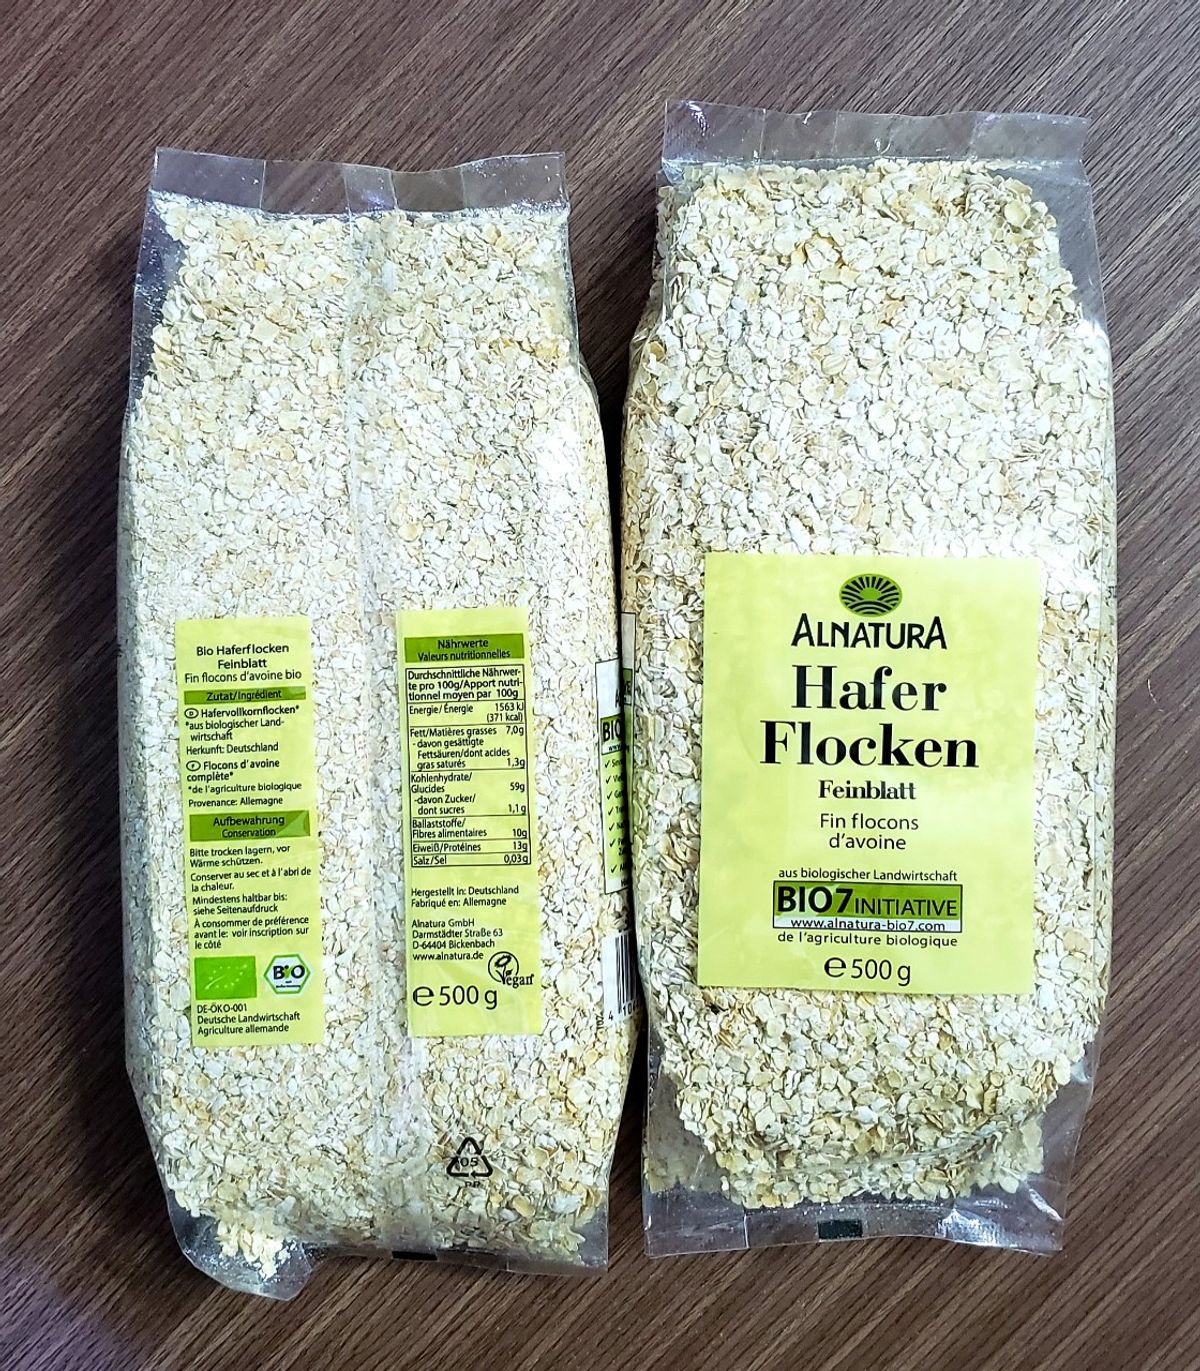 Bio Haferflocken
Feinblatt
Fin flocons d'avoine bio
Zutat/Ingrédient
D Hafervollkornflocken*
*aus biologischer Land-
wirtschaft
Herkunft: Deutschland
F Flocons d'avoine
complète*
*de l'agriculture biologique
Provenance: Allemagne
Aufbewahrung
Conservation
Bitte trocken lagern, vor
Wärme schützen.
Conserver au sec et à l'abri de
la chaleur.
Mindestens haltbar bis:
siehe Seitenaufdruck
À consommer de préférence
avant le: voir inscription sur
le côté
BIO
DE-ÖKO-001
Deutsche Landwirtschaft
Agriculture allemande
Nährwerte
Valeurs nutritionnelles
Durchschnittliche Nährwer-
te pro 100g/Apport nutri-
tionnel moyen par 100g
Energie/Énergie 1563 kJ
(371 kcal)
Fett/Matières grasses 7,0g
- davon gesättigte
Fettsäuren/dont acides
gras saturés 1,3g
Kohlenhydrate/
Glucides 59g
-davon Zucker/
dont sucres 1,1g
Ballaststoffe/
Fibres alimentaires 10g
Eiweiß/Protéines 13g
Salz/Sel 0,03g
Hergestellt in: Deutschland
Fabriqué en: Allemagne
Alnatura GmbH
Darmstädter Straße 63
D-64404 Bickenbach
www.alnatura.de
Vegan
e 500 g
05
PP
BIO
ALNATURA
Hafer
Flocken
Feinblatt
Fin flocons
d'avoine
aus biologischer Landwirtschaft
BIO7 INITIATIVE
www.alnatura-bio7.com
de l'agriculture biologique
e 500 g